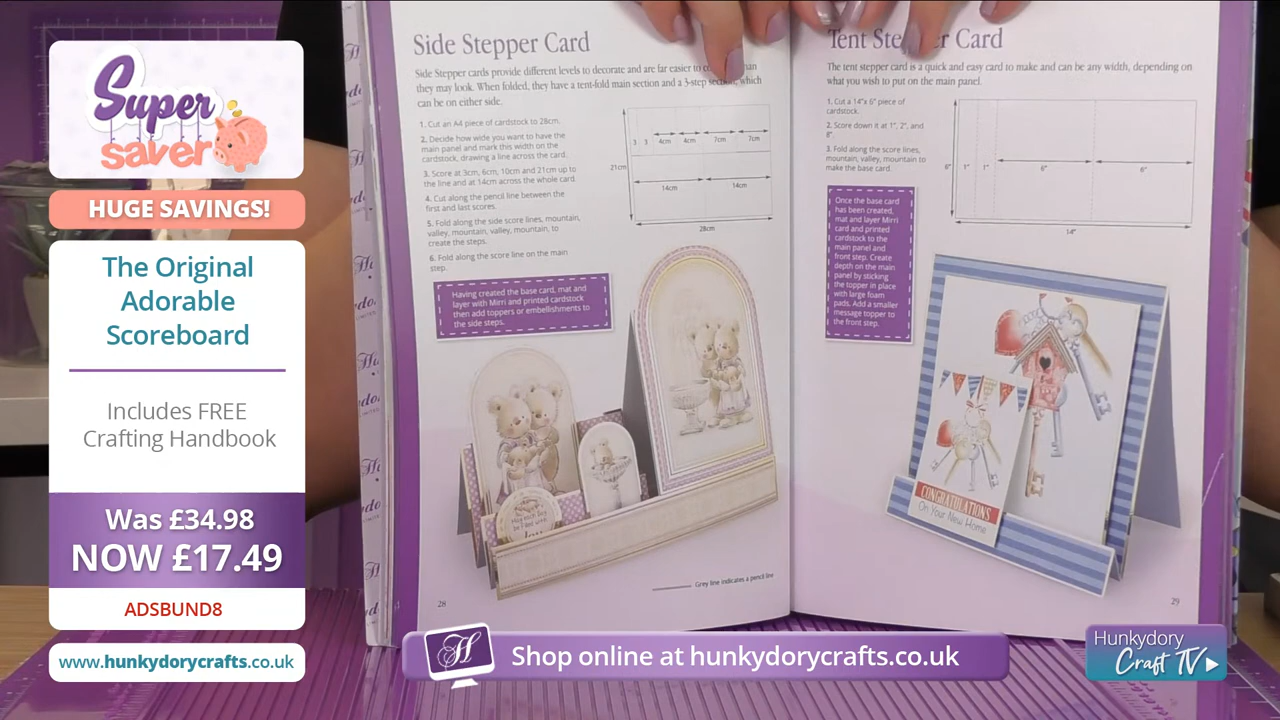 Super
saver
HUGE SAVINGS!
The Original
Adorable
Scoreboard
Includes FREE
Crafting Handbook
Was £34.98
NOW £17.49
ADSBUND8
www.hunkydorycrafts.co.uk
Side Stepper Card
Side Stepper cards provide different levels to decorate and are far easier to
they may look. When folded, they have a tent-fold main section and a 3-step section, which
can be on either side.
1. Cut an A4 piece of cardstock to 28cm.
2. Decide how wide you want to have the
main panel and mark this width on the
cardstock, drawing a line across the card.
3. Score at 3cm, 6cm, 10cm and 21cm up to
the line and at 14cm across the whole card.
4. Cut along the pencil line between the
first and last scores.
5. Fold along the side score lines, mountain,
valley, mountain, valley, mountain, to
create the steps.
6. Fold along the score line on the main
step.
3 3 4cm 4cm 7cm 7cm
21cm
14cm 14cm
28cm
Having created the base card, mat and
layer with Mirri and printed cardstock
then add toppers or embellishments to
the side steps.
May each day
be filled with
love
Grey line indicates a pencil line
28
Tent Stepper Card
The tent stepper card is a quick and easy card to make and can be any width, depending on
what you wish to put on the main panel.
1. Cut a 14"x 6" piece of
cardstock.
2. Score down it at 1", 2", and
8".
3. Fold along the score lines,
mountain, valley, mountain to
make the base card.
6" 1" 1" 6" 6"
14"
Once the base card
has been created,
mat and layer Mirri
card and printed
cardstock to the
main panel and
front step. Create
depth on the main
panel by sticking
the topper in place
with large foam
pads. Add a smaller
message topper to
the front step.
CONGRATULATIONS
On Your New Home
29
H
Shop online at hunkydorycrafts.co.uk
Hunkydory
Craft TV